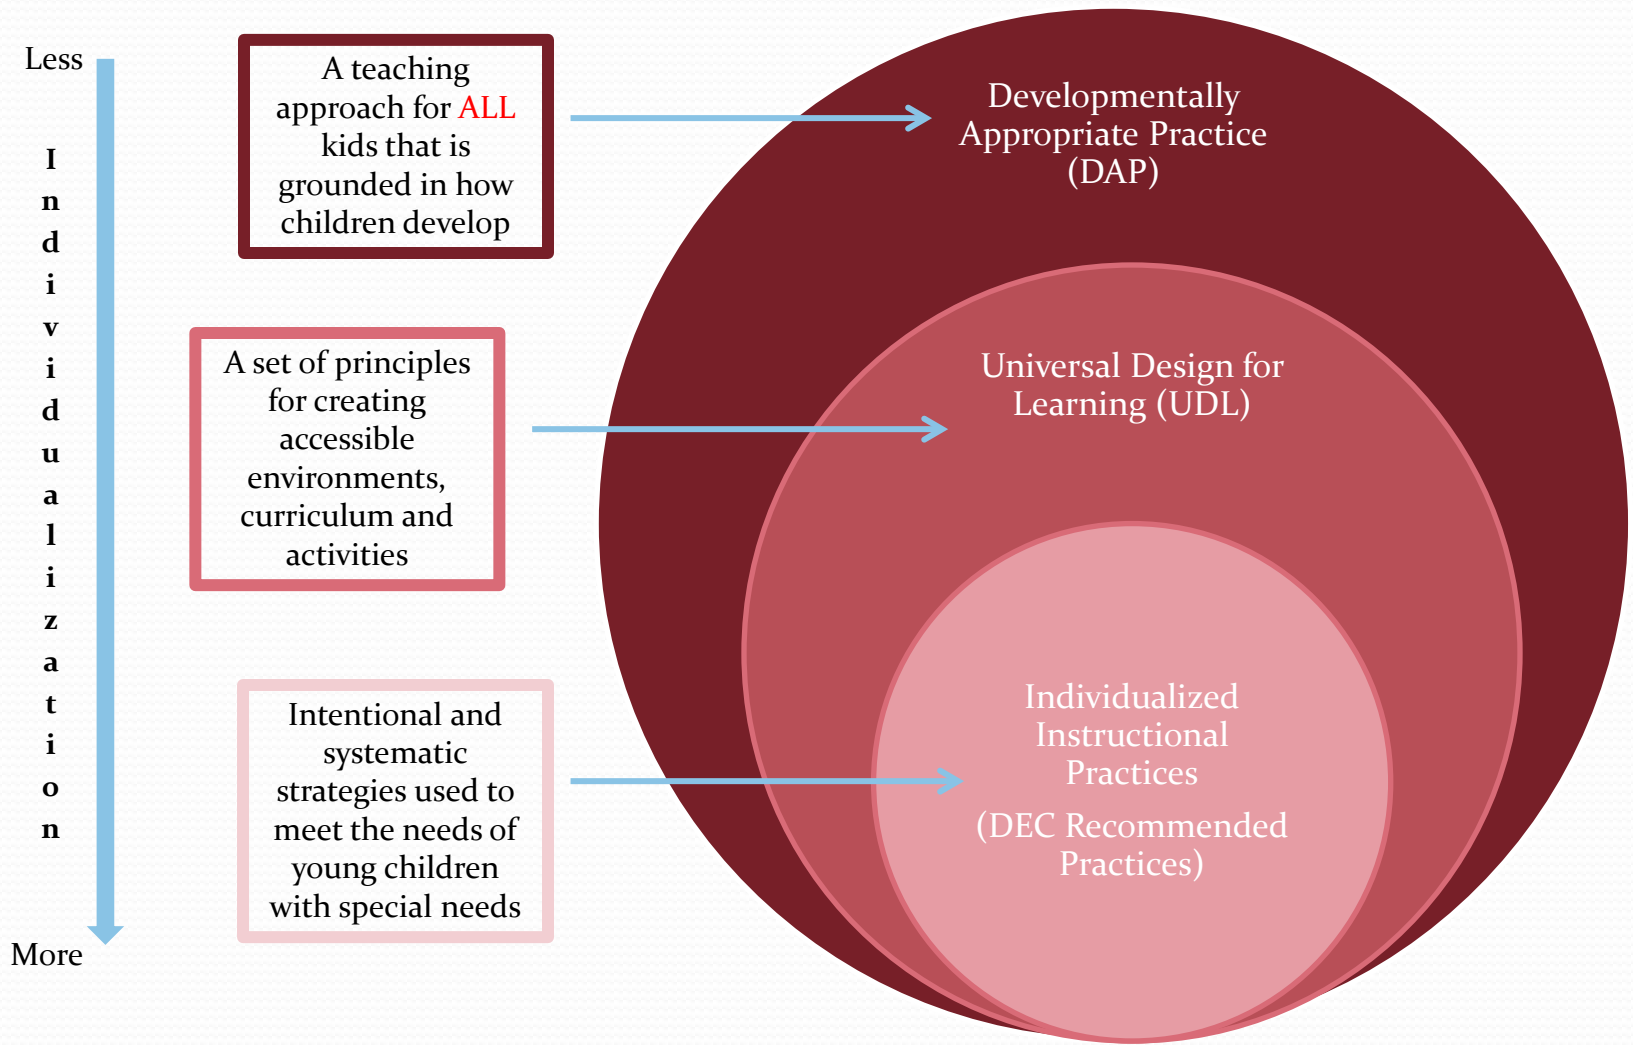 Less
Individualization
More
A teaching
approach for ALL
kids that is
grounded in how
children develop
Developmentally
Appropriate Practice
(DAP)
A set of principles
for creating
accessible
environments,
curriculum and
activities
Universal Design for
Learning (UDL)
Intentional and
systematic
strategies used to
meet the needs of
young children
with special needs
Individualized
Instructional
Practices
(DEC Recommended
Practices)